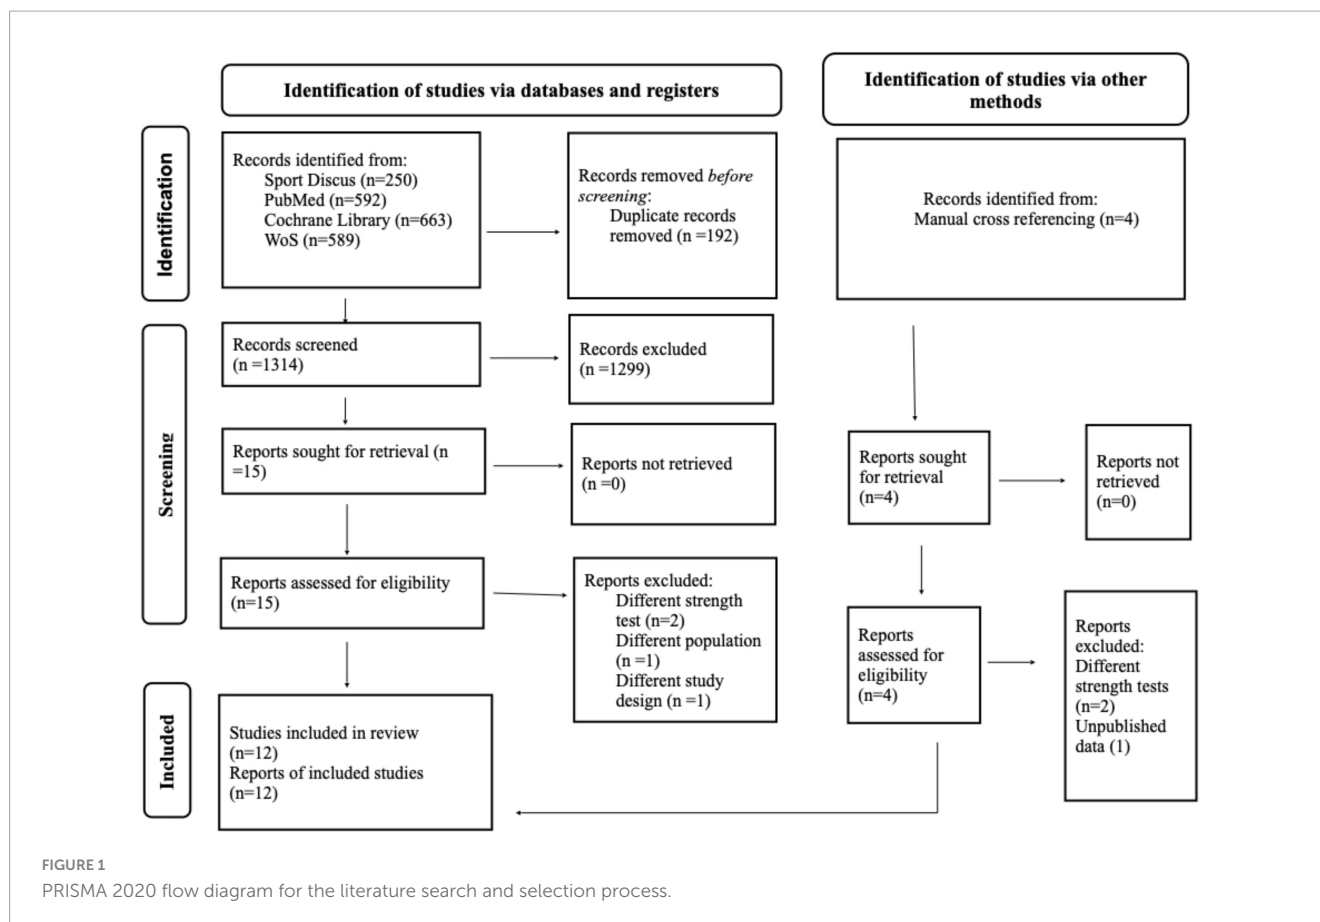 Identification of studies via databases and registers
Identification of studies via other
methods
Identification
Records identified from:
Sport Discus (n=250)
PubMed (n=592)
Cochrane Library (n=663)
WoS (n=589)
Records removed before
screening:
Duplicate records
removed (n =192)
Records identified from:
Manual cross referencing (n=4)
Screening
Records screened
(n =1314)
Records excluded
(n =1299)
Reports sought for retrieval (n
=15)
Reports not retrieved
(n =0)
Reports sought
for retrieval
(n=4)
Reports not
retrieved
(n=0)
Reports assessed for eligibility
(n=15)
Reports excluded:
Different strength
test (n=2)
Different population
(n =1)
Different study
design (n =1)
Reports
assessed for
eligibility
(n=4)
Reports
excluded:
Different
strength tests
(n=2)
Unpublished
data (1)
Included
Studies included in review
(n=12)
Reports of included studies
(n=12)
FIGURE 1
PRISMA 2020 flow diagram for the literature search and selection process.